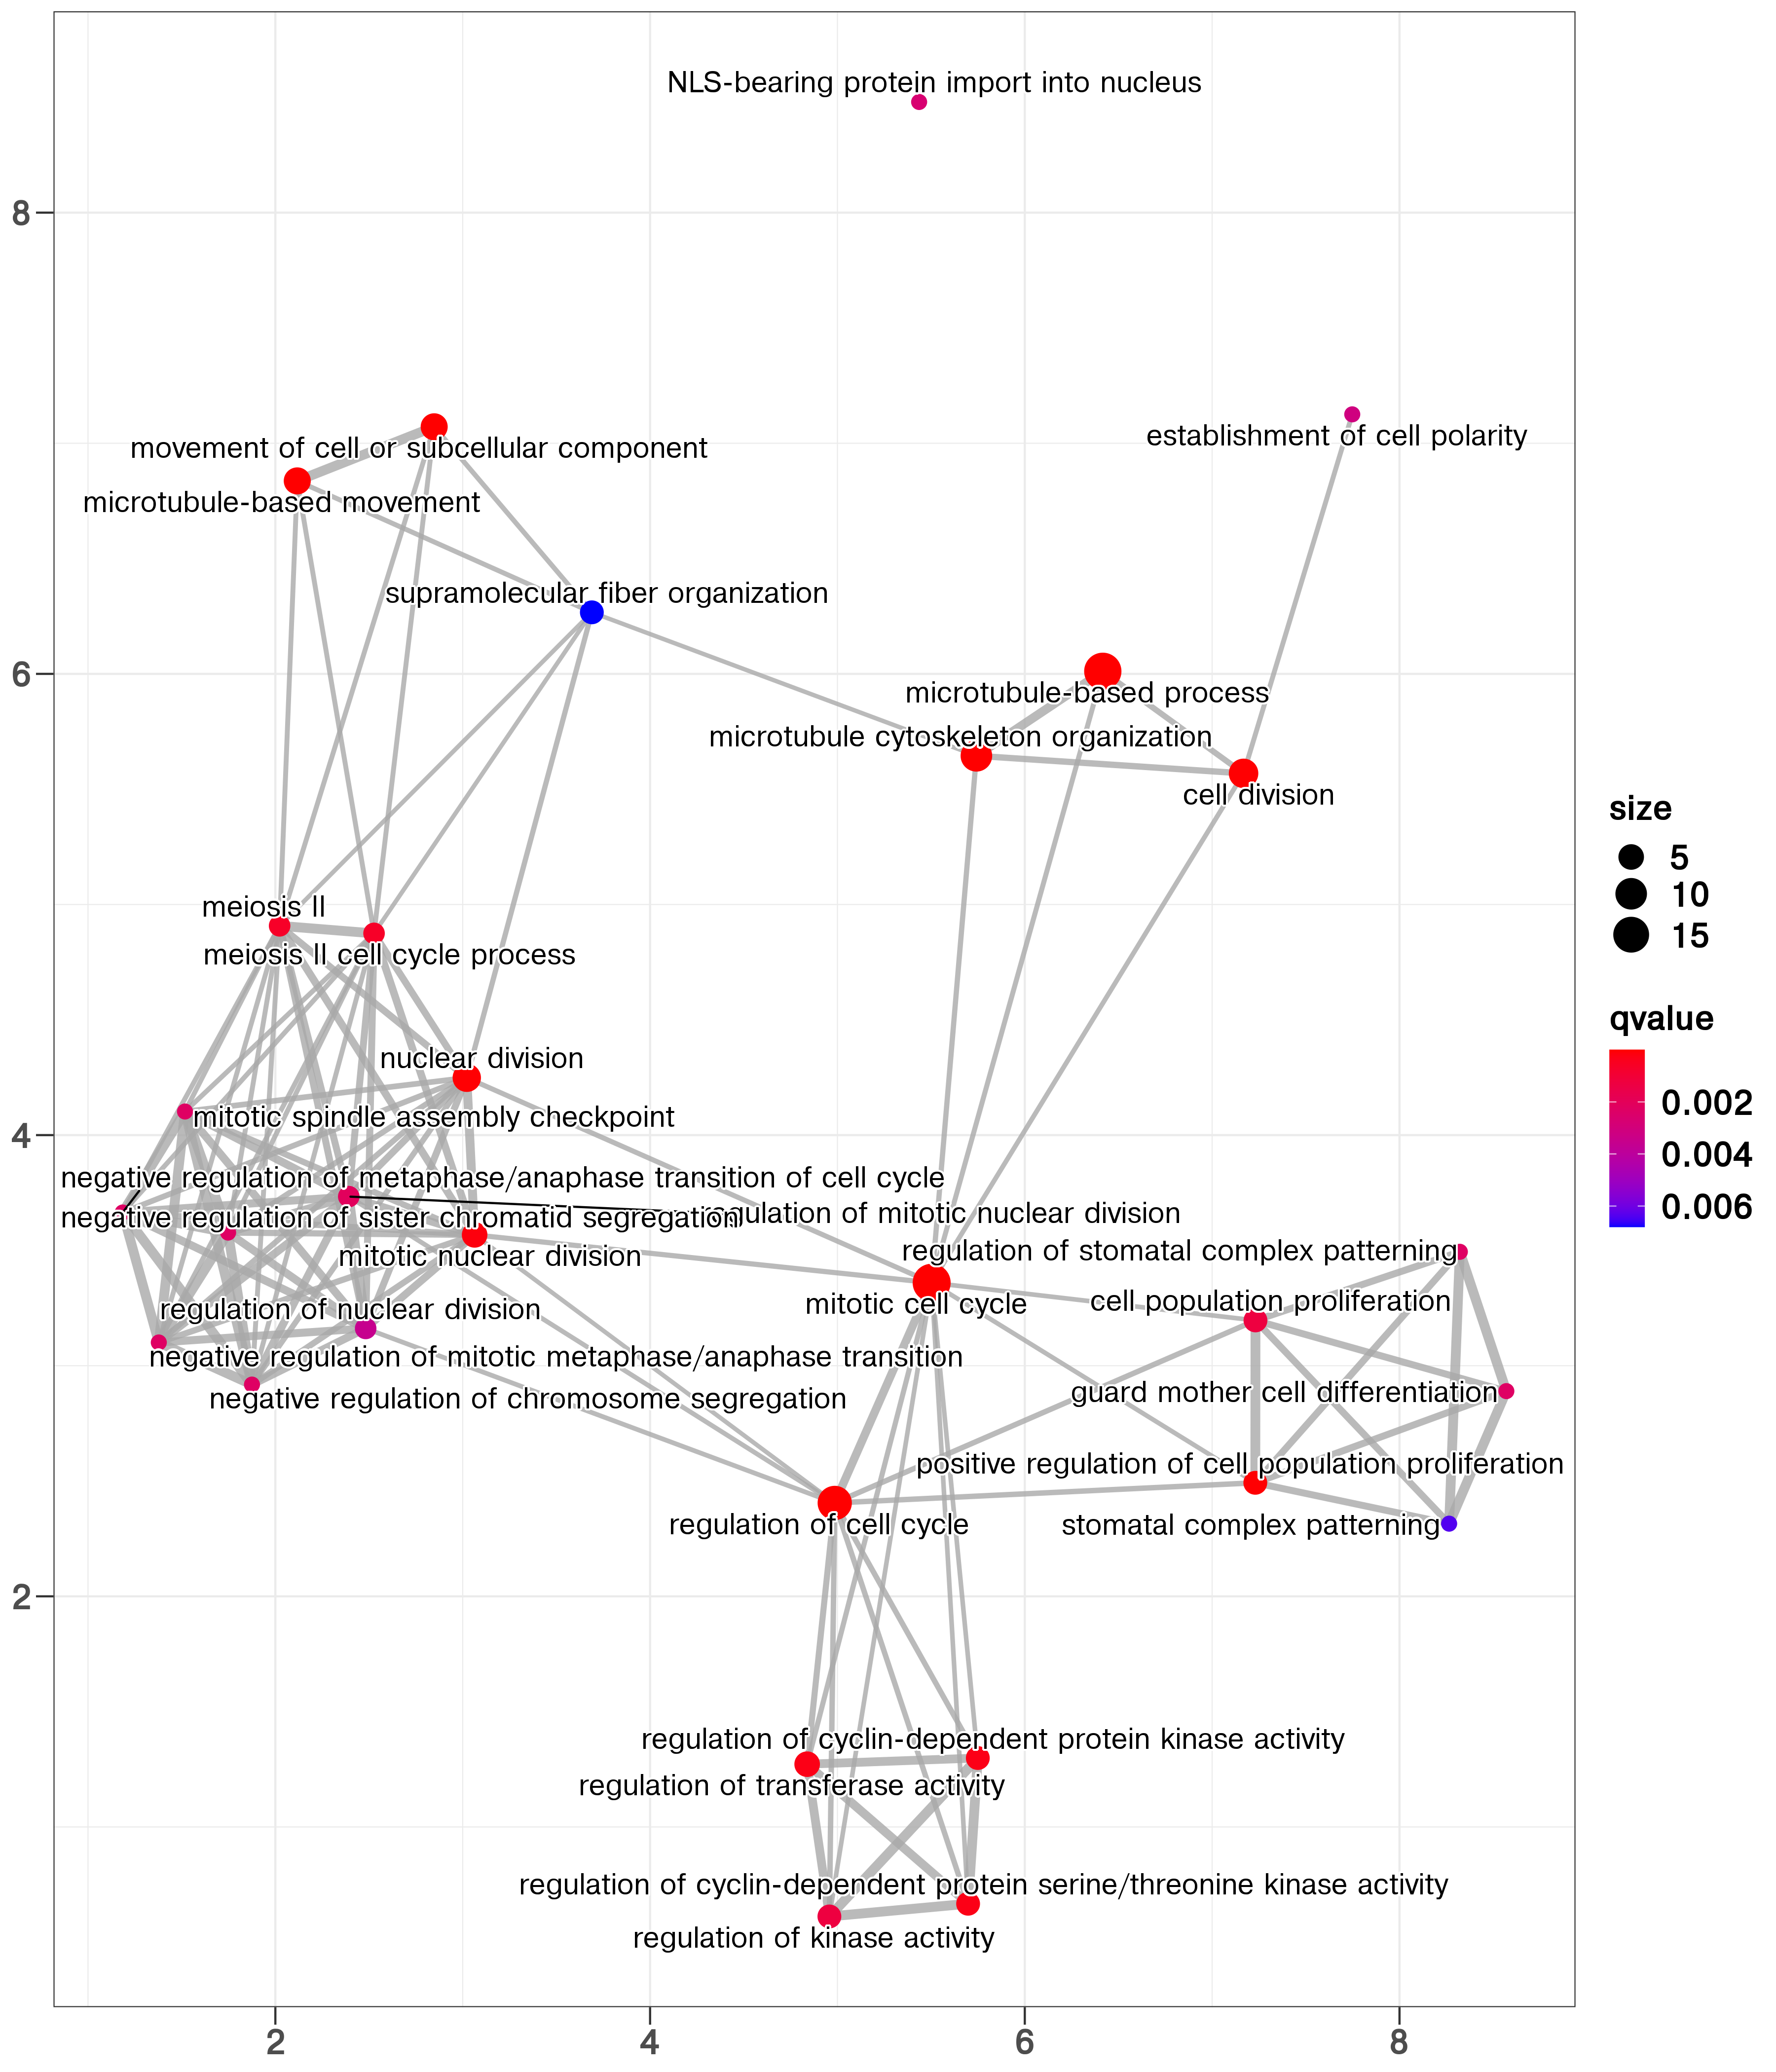 NLS-bearing protein import into nucleus
8
establishment of cell polarity
movement of cell or subcellular component
microtubule-based movement
supramolecular fiber organization
6
microtubule-based process
microtubule cytoskeleton organization
cell division
size
5
10
15
meiosis II
meiosis II cell cycle process
qvalue
0.002
0.004
0.006
nuclear division
mitotic spindle assembly checkpoint
4
negative regulation of metaphase/anaphase transition of cell cycle
negative regulation of sister chromatid segregation
regulation of mitotic nuclear division
mitotic nuclear division
regulation of stomatal complex patterning
mitotic cell cycle
cell population proliferation
regulation of nuclear division
negative regulation of mitotic metaphase/anaphase transition
negative regulation of chromosome segregation
guard mother cell differentiation
positive regulation of cell population proliferation
regulation of cell cycle
stomatal complex patterning
2
regulation of cyclin-dependent protein kinase activity
regulation of transferase activity
regulation of cyclin-dependent protein serine/threonine kinase activity
regulation of kinase activity
2
4
6
8